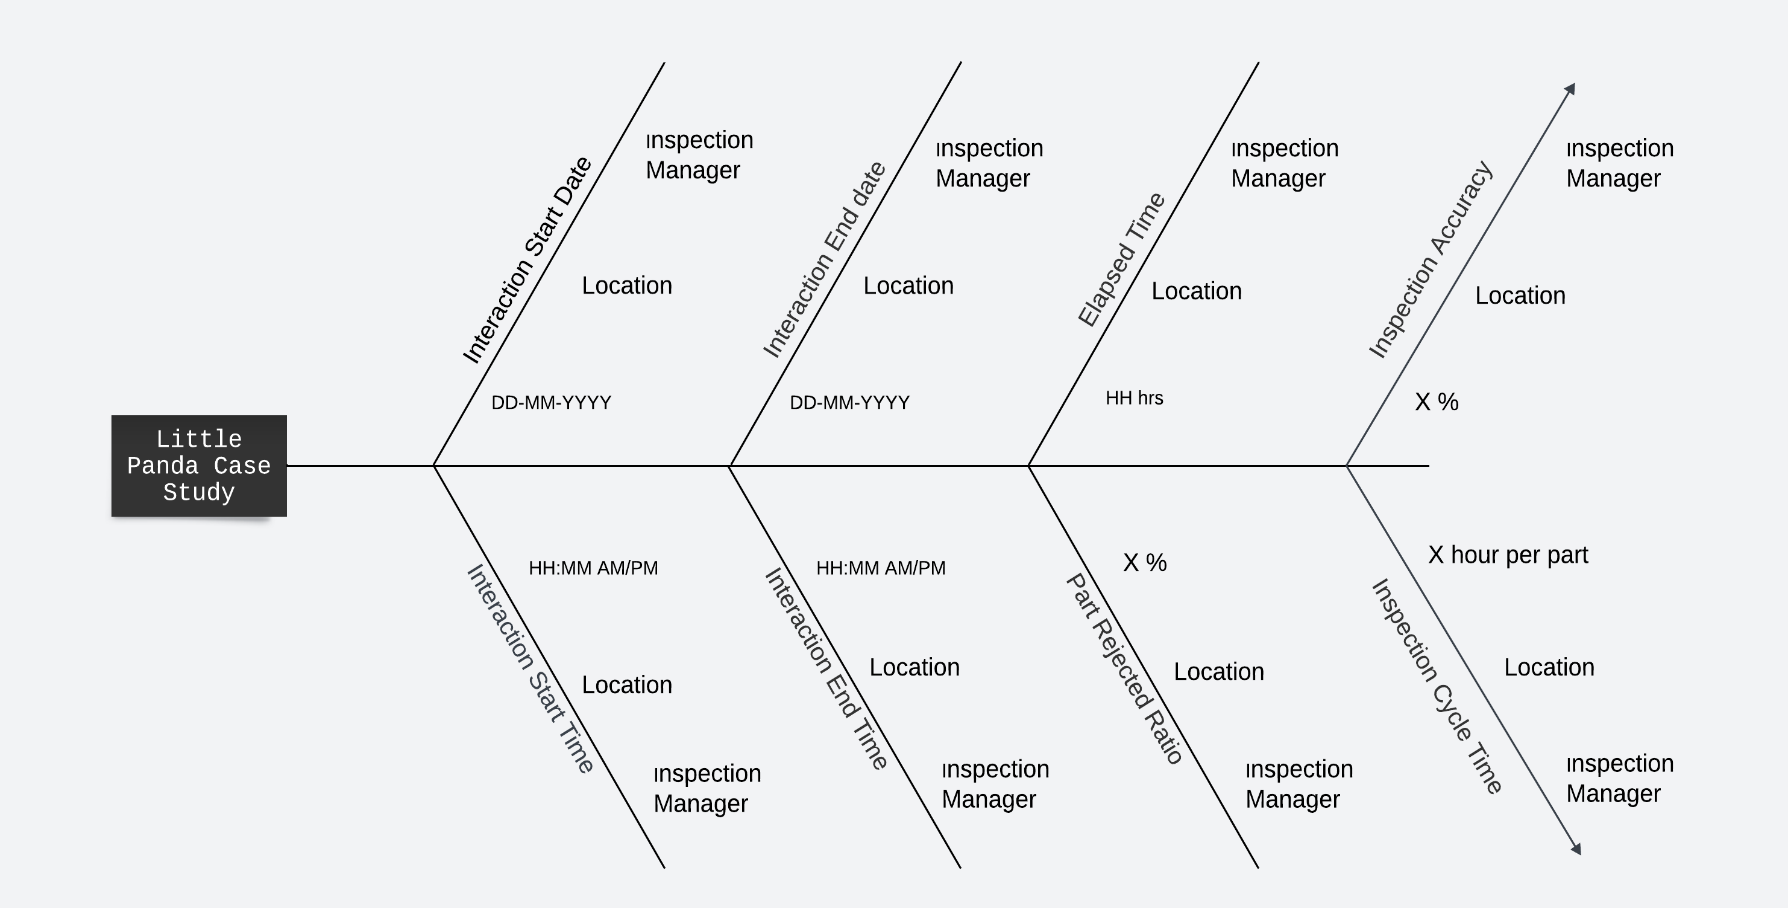 Interaction Start Date
Inspection
Manager
Location
DD-MM-YYYY
Interaction End date
Inspection
Manager
Location
DD-MM-YYYY
Elapsed Time
Inspection
Manager
Location
HH hrs
Inspection Accuracy
Inspection
Manager
Location
X %
Little
Panda Case
Study
Interaction Start Time
HH:MM AM/PM
Location
Inspection
Manager
Interaction End Time
HH:MM AM/PM
Location
Inspection
Manager
Part Rejected Ratio
X %
Location
Inspection
Manager
Inspection Cycle Time
X hour per part
Location
Inspection
Manager